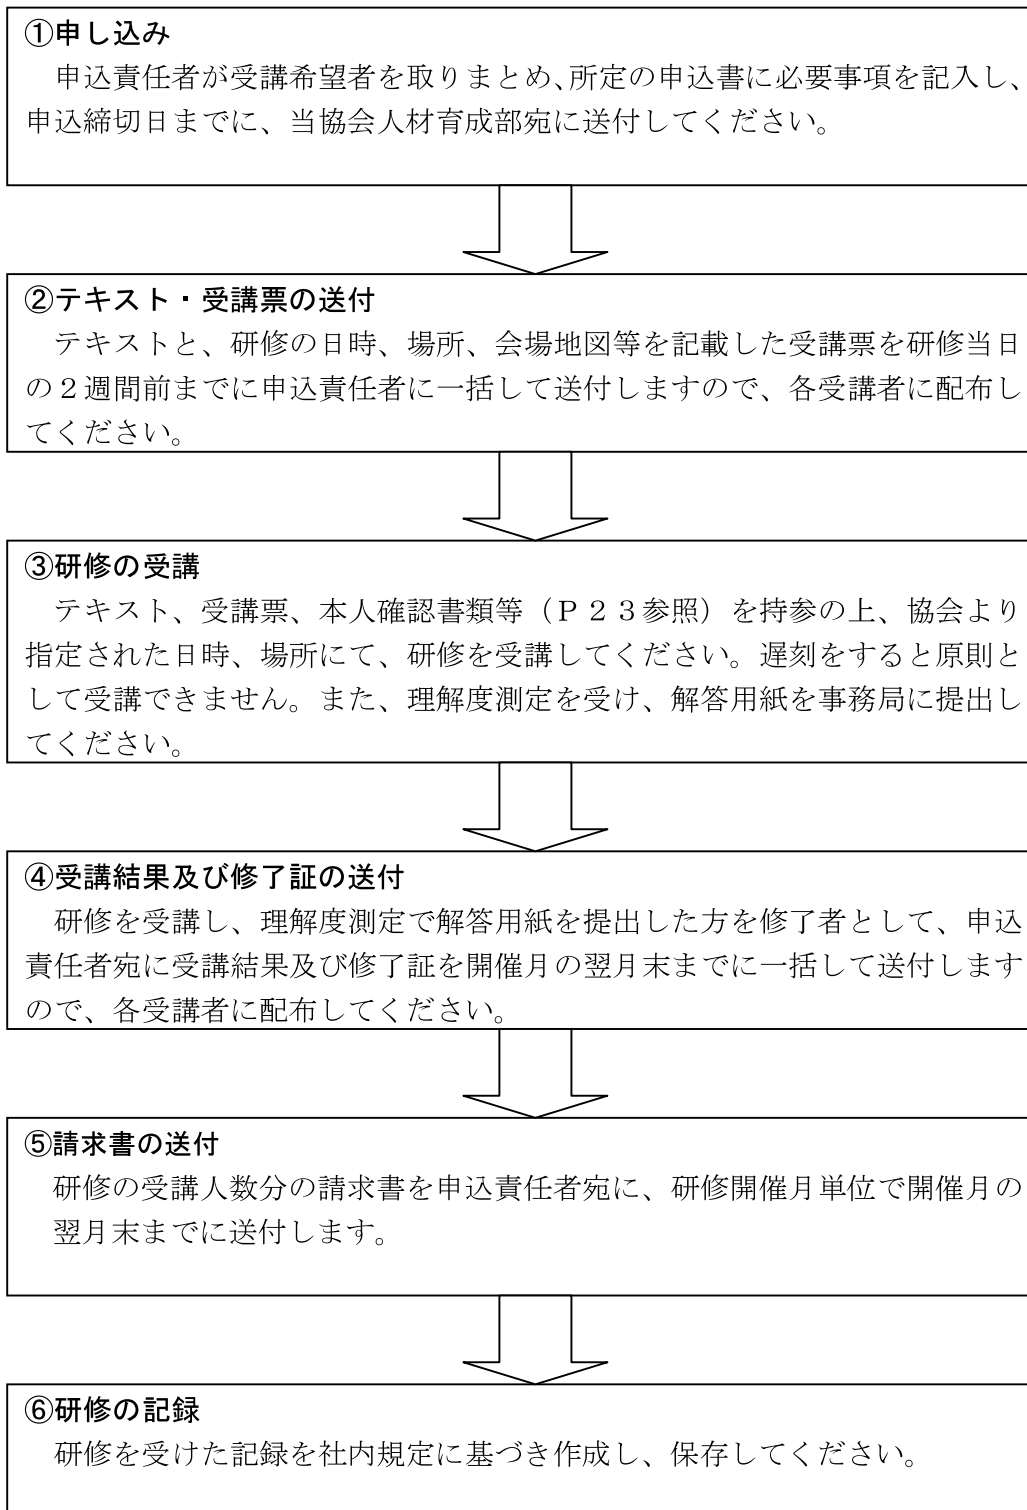 ①申し込み
申込責任者が受講希望者を取りまとめ、所定の申込書に必要事項を記入し、
申込締切日までに、当協会人材育成部宛に送付してください。
②テキスト・受講票の送付
テキストと、研修の日時、場所、会場地図等を記載した受講票を研修当日
の２週間前までに申込責任者に一括して送付しますので、各受講者に配布し
てください。
③研修の受講
テキスト、受講票、本人確認書類等（Ｐ２３参照）を持参の上、協会より
指定された日時、場所にて、研修を受講してください。遅刻をすると原則と
して受講できません。また、理解度測定を受け、解答用紙を事務局に提出し
てください。
④受講結果及び修了証の送付
研修を受講し、理解度測定で解答用紙を提出した方を修了者として、申込
責任者宛に受講結果及び修了証を開催月の翌月末までに一括して送付します
ので、各受講者に配布してください。
⑤請求書の送付
研修の受講人数分の請求書を申込責任者宛に、研修開催月単位で開催月の
翌月末までに送付します。
⑥研修の記録
研修を受けた記録を社内規定に基づき作成し、保存してください。